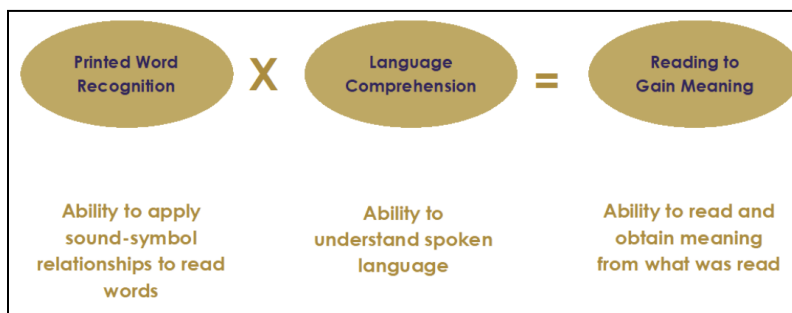 Printed Word
Recognition
X
Language
Comprehension
=
Reading to
Gain Meaning
Ability to apply
sound-symbol
relationships to read
words
Ability to
understand spoken
language
Ability to read and
obtain meaning
from what was read